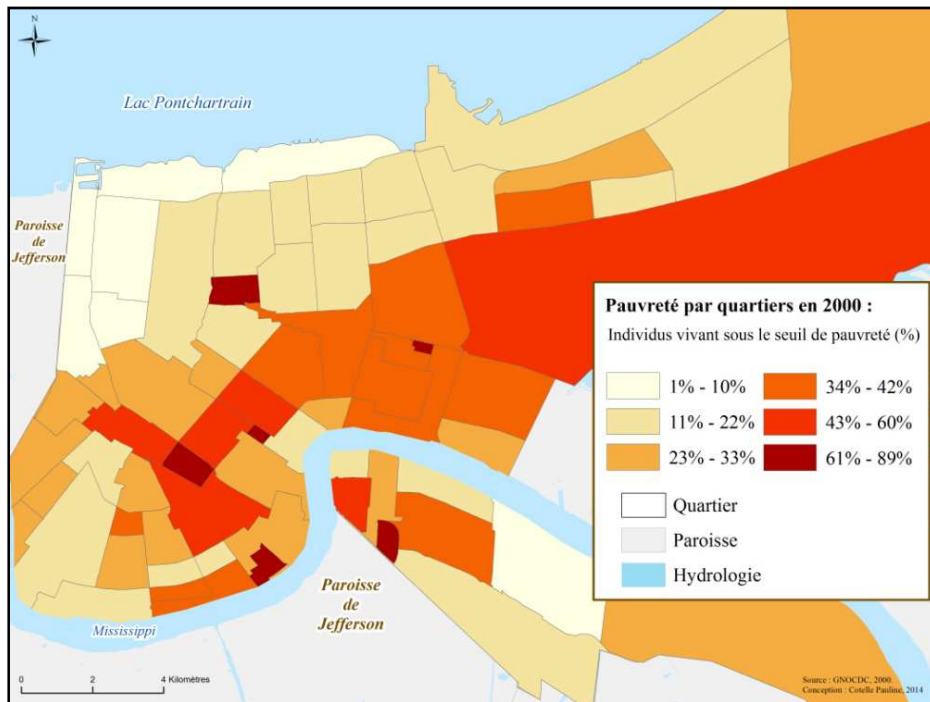 N
Lac Pontchartrain
Paroisse
de
Jefferson
Pauvreté par quartiers en 2000 :
Individus vivant sous le seuil de pauvreté (%)
1% - 10%
11% - 22%
23% - 33%
34% - 42%
43% - 60%
61% - 89%
Quartier
Paroisse
Hydrologie
Paroisse
de
Jefferson
Mississippi
0 2 4 Kilomètres
Source : GNOCDC, 2000.
Conception : Cotelle Pauline, 2014